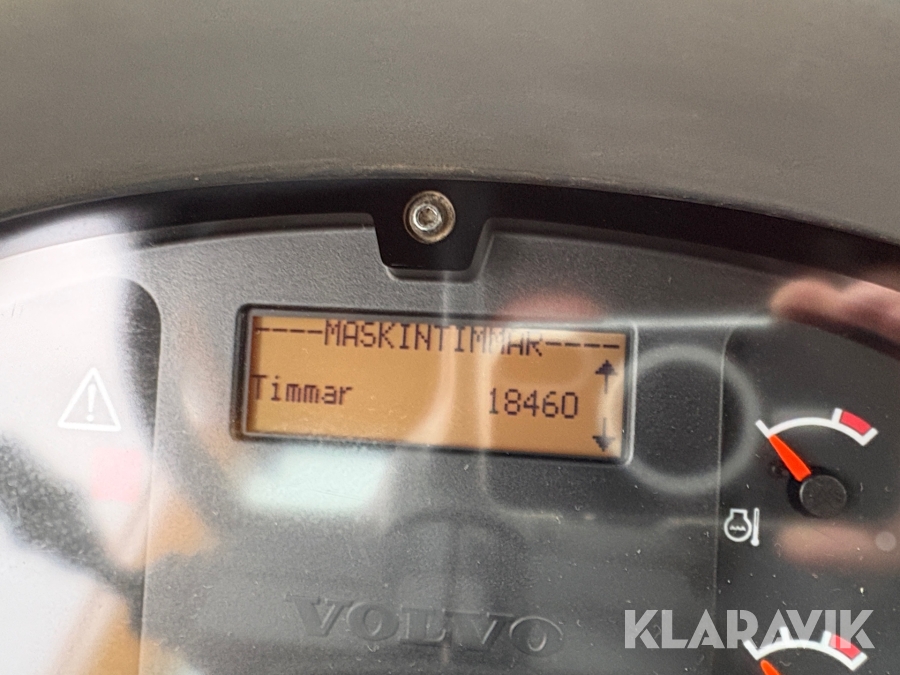 ----MASKINTIMMAR----
Timmar 18460
VOLVO
KLARAVIK